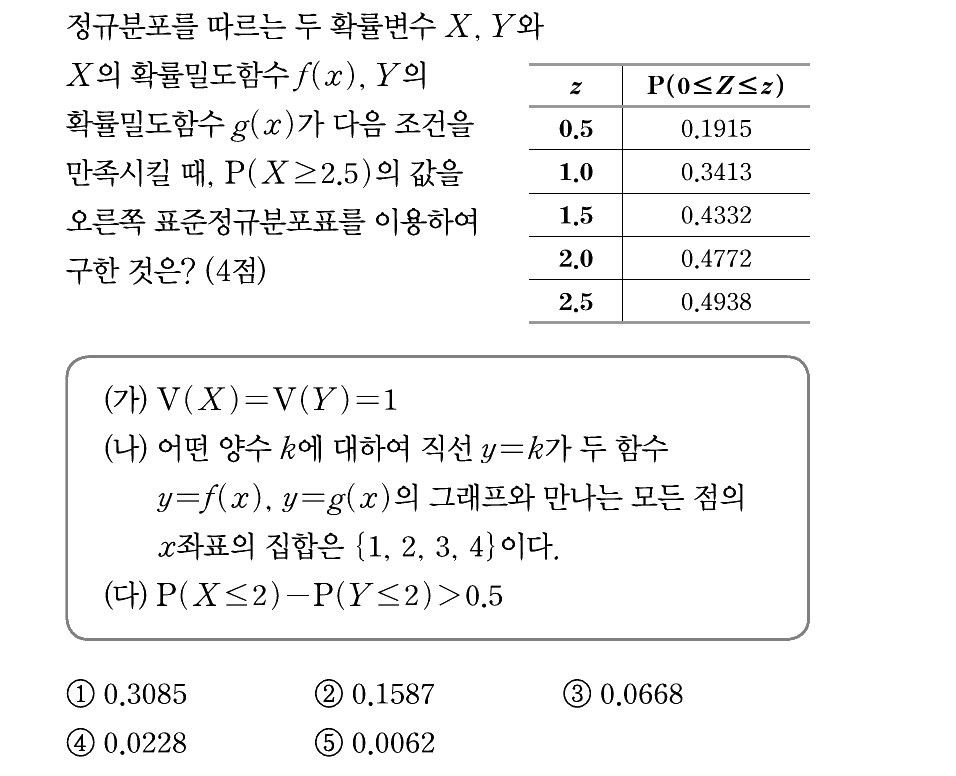 정규분포를 따르는 두 확률변수 X, Y와
X의 확률밀도함수 f(x), Y의
확률밀도함수 g(x)가 다음 조건을
만족시킬 때, P(X≥2.5)의 값을
오른쪽 표준정규분포표를 이용하여
구한 것은? (4점)
z P(0≤Z≤z)
0.5 0.1915
1.0 0.3413
1.5 0.4332
2.0 0.4772
2.5 0.4938
(가) V(X)=V(Y)=1
(나) 어떤 양수 k에 대하여 직선 y=k가 두 함수
y=f(x), y=g(x)의 그래프와 만나는 모든 점의
x좌표의 집합은 {1, 2, 3, 4}이다.
(다) P(X≤2)-P(Y≤2)>0.5
① 0.3085 ② 0.1587 ③ 0.0668
④ 0.0228 ⑤ 0.0062